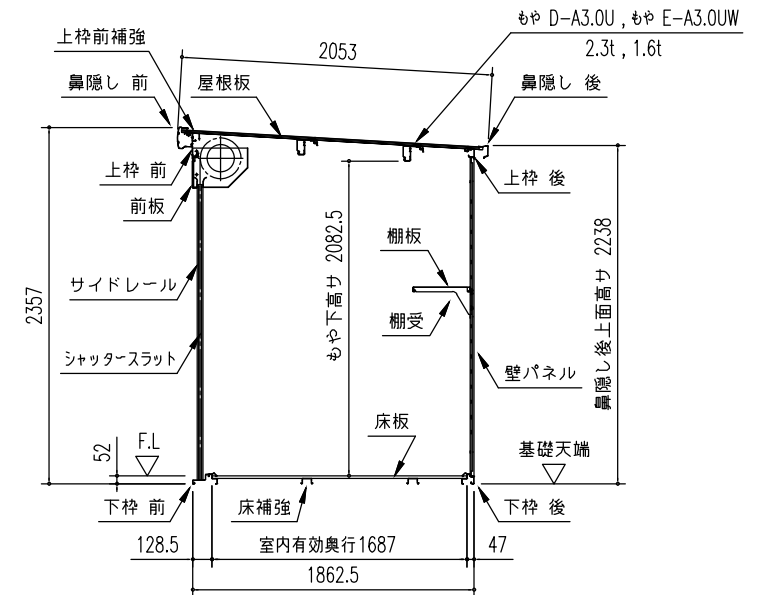 もや D-A3.0U , もや E-A3.0UW
2.3t , 1.6t
上枠前補強
2053
鼻隠し 前
屋根板
鼻隠し 後
上枠 前
上枠 後
前板
もや下高サ 2082.5
棚板
サイドレール
棚受
2357
鼻隠し後上面高サ 2238
シャッタースラット
壁パネル
床板
52
F.L
基礎天端
下枠 前
床補強
下枠 後
128.5
室内有効奥行1687
47
1862.5